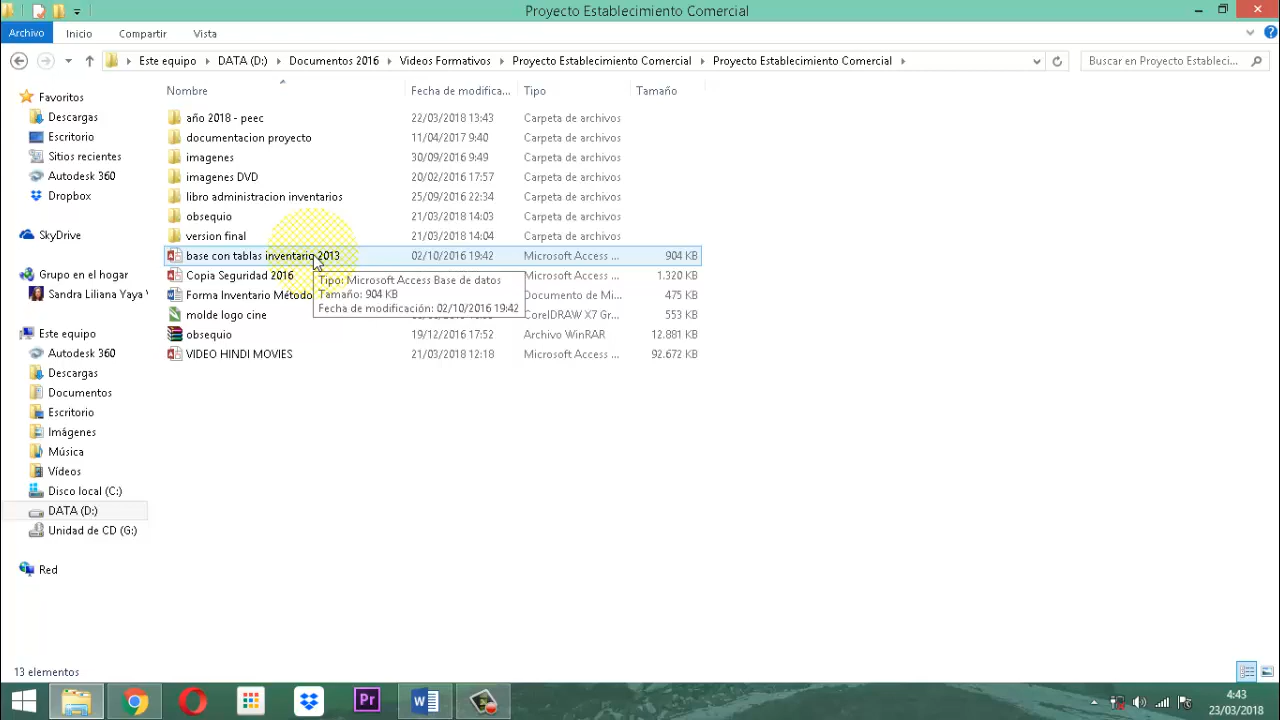 Proyecto Establecimiento Comercial
Archivo Inicio Compartir Vista
Este equipo DATA (D:) Documentos 2016 Videos Formativos Proyecto Establecimiento Comercial Proyecto Establecimiento Comercial Buscar en Proyecto Estableci...
Nombre Fecha de modifica... Tipo Tamaño
año 2018 - peec 22/03/2018 13:43 Carpeta de archivos
documentacion proyecto 11/04/2017 9:40 Carpeta de archivos
imagenes 30/09/2016 9:49 Carpeta de archivos
imagenes DVD 20/02/2016 17:57 Carpeta de archivos
libro administracion inventarios 25/09/2016 22:34 Carpeta de archivos
obsequio 21/03/2018 14:03 Carpeta de archivos
version final 21/03/2018 14:04 Carpeta de archivos
base con tablas inventario 2013 02/10/2016 19:42 Microsoft Access ... 904 KB
Copia Seguridad 2016 Microsoft Access ... 1.320 KB
Forma Inventario Método Documento de Mi... 475 KB
molde logo cine CorelDRAW X7 Gr... 553 KB
obsequio 19/12/2016 17:52 Archivo WinRAR 12.881 KB
VIDEO HINDI MOVIES 21/03/2018 12:18 Microsoft Access ... 92.672 KB
Tipo: Microsoft Access Base de datos
Tamaño: 904 KB
Fecha de modificación: 02/10/2016 19:42
Favoritos
Descargas
Escritorio
Sitios recientes
Autodesk 360
Dropbox
SkyDrive
Grupo en el hogar
Sandra Liliana Yaya
Este equipo
Autodesk 360
Descargas
Documentos
Escritorio
Imágenes
Música
Vídeos
Disco local (C:)
DATA (D:)
Unidad de CD (G:)
Red
13 elementos
Pr
4:43
23/03/2018